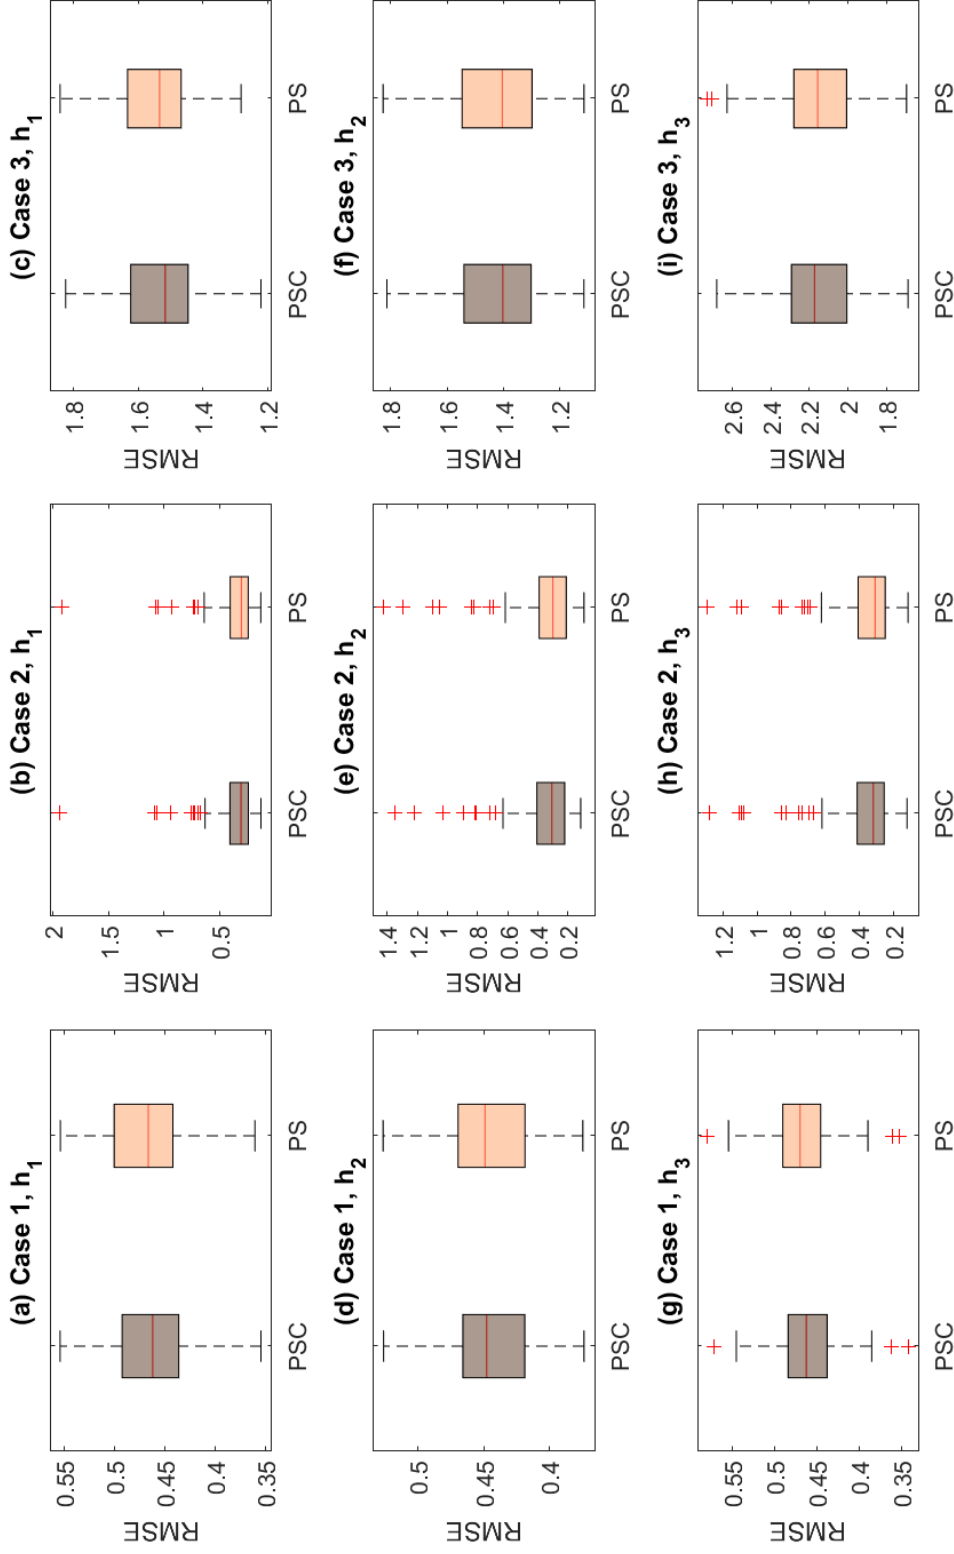 (a) Case 1, h1
RMSE
0.55
0.5
0.45
0.4
0.35
PSC PS
(b) Case 2, h1
RMSE
2
1.5
1
0.5
PSC PS
(c) Case 3, h1
RMSE
1.8
1.6
1.4
1.2
PSC PS
(d) Case 1, h2
RMSE
0.5
0.45
0.4
PSC PS
(e) Case 2, h2
RMSE
1.4
1.2
1
0.8
0.6
0.4
0.2
PSC PS
(f) Case 3, h2
RMSE
1.8
1.6
1.4
1.2
PSC PS
(g) Case 1, h3
RMSE
0.55
0.5
0.45
0.4
0.35
PSC PS
(h) Case 2, h3
RMSE
1.2
1
0.8
0.6
0.4
0.2
PSC PS
(i) Case 3, h3
RMSE
2.6
2.4
2.2
2
1.8
PSC PS